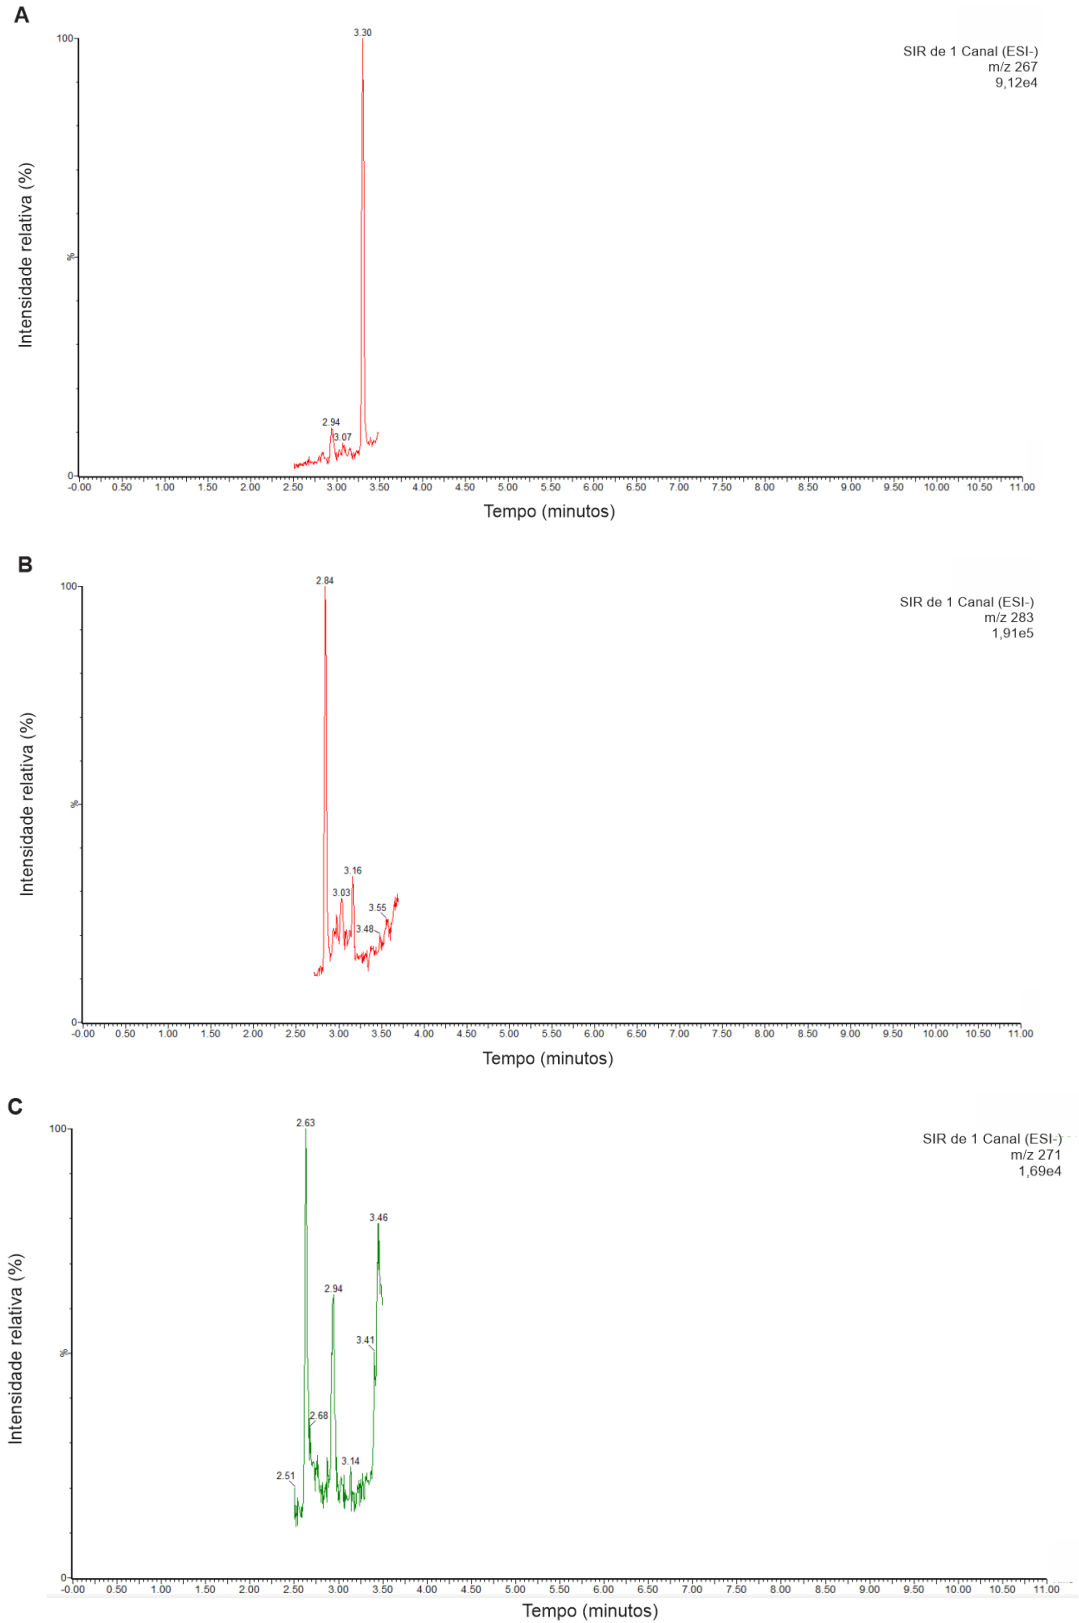 A
3.30
100
SIR de 1 Canal (ESI-)
m/z 267
9,12e4
Intensidade relativa (%)
%
2.94
3.07
0
-0.00 0.50 1.00 1.50 2.00 2.50 3.00 3.50 4.00 4.50 5.00 5.50 6.00 6.50 7.00 7.50 8.00 8.50 9.00 9.50 10.00 10.50 11.00
Tempo (minutos)
B
2.84
100
SIR de 1 Canal (ESI-)
m/z 283
1,91e5
Intensidade relativa (%)
%
3.16
3.03
3.55
3.48
0
-0.00 0.50 1.00 1.50 2.00 2.50 3.00 3.50 4.00 4.50 5.00 5.50 6.00 6.50 7.00 7.50 8.00 8.50 9.00 9.50 10.00 10.50 11.00
Tempo (minutos)
C
2.63
100
SIR de 1 Canal (ESI-)
m/z 271
1,69e4
3.46
Intensidade relativa (%)
2.94
3.41
%
2.68
3.14
2.51
0
-0.00 0.50 1.00 1.50 2.00 2.50 3.00 3.50 4.00 4.50 5.00 5.50 6.00 6.50 7.00 7.50 8.00 8.50 9.00 9.50 10.00 10.50 11.00
Tempo (minutos)